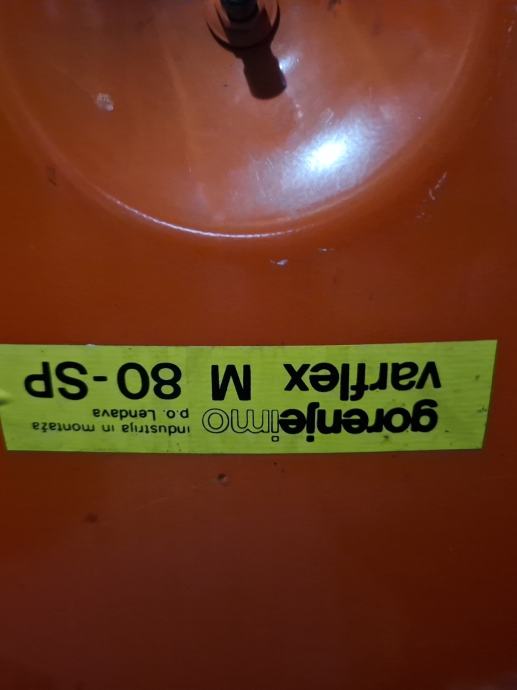 gorenjeimo industrija in montaža
p.o. Lendava
varflex M 80-SP